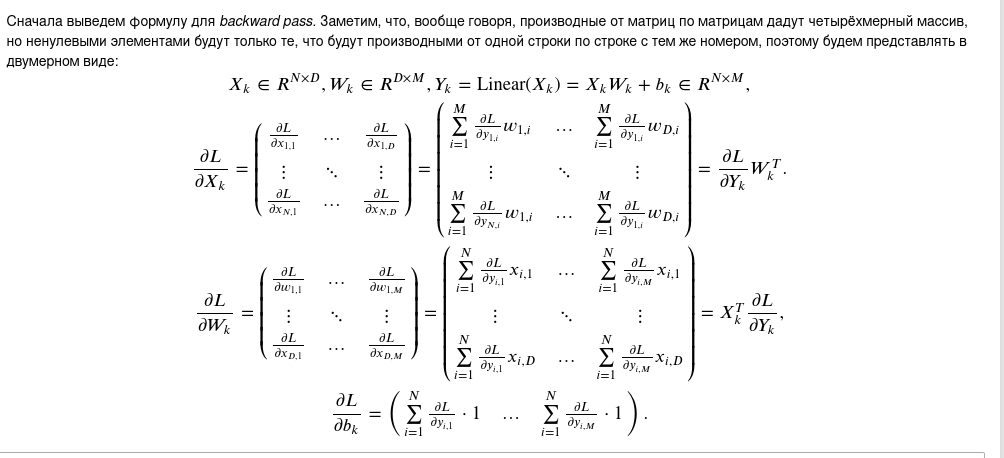 Сначала выведем формулу для backward pass. Заметим, что, вообще говоря, производные от матриц по матрицам дадут четырёхмерный массив,
но ненулевыми элементами будут только те, что будут производными от одной строки по строке с тем же номером, поэтому будем представлять в
двумерном виде:
$X_k \in R^{N \times D}, W_k \in R^{D \times M}, Y_k = \text{Linear}(X_k) = X_k W_k + b_k \in R^{N \times M},$
$\frac{\partial L}{\partial X_k} = \begin{pmatrix} \frac{\partial L}{\partial x_{1,1}} & \dots & \frac{\partial L}{\partial x_{1,D}} \\ \vdots & \ddots & \vdots \\ \frac{\partial L}{\partial x_{N,1}} & \dots & \frac{\partial L}{\partial x_{N,D}} \end{pmatrix} = \begin{pmatrix} \sum_{i=1}^{M} \frac{\partial L}{\partial y_{1,i}} w_{1,i} & \dots & \sum_{i=1}^{M} \frac{\partial L}{\partial y_{1,i}} w_{D,i} \\ \vdots & \ddots & \vdots \\ \sum_{i=1}^{M} \frac{\partial L}{\partial y_{N,i}} w_{1,i} & \dots & \sum_{i=1}^{M} \frac{\partial L}{\partial y_{1,i}} w_{D,i} \end{pmatrix} = \frac{\partial L}{\partial Y_k} W_k^T.$
$\frac{\partial L}{\partial W_k} = \begin{pmatrix} \frac{\partial L}{\partial w_{1,1}} & \dots & \frac{\partial L}{\partial w_{1,M}} \\ \vdots & \ddots & \vdots \\ \frac{\partial L}{\partial x_{D,1}} & \dots & \frac{\partial L}{\partial x_{D,M}} \end{pmatrix} = \begin{pmatrix} \sum_{i=1}^{N} \frac{\partial L}{\partial y_{i,1}} x_{i,1} & \dots & \sum_{i=1}^{N} \frac{\partial L}{\partial y_{i,M}} x_{i,1} \\ \vdots & \ddots & \vdots \\ \sum_{i=1}^{N} \frac{\partial L}{\partial y_{i,1}} x_{i,D} & \dots & \sum_{i=1}^{N} \frac{\partial L}{\partial y_{i,M}} x_{i,D} \end{pmatrix} = X_k^T \frac{\partial L}{\partial Y_k},$
$\frac{\partial L}{\partial b_k} = \begin{pmatrix} \sum_{i=1}^{N} \frac{\partial L}{\partial y_{i,1}} \cdot 1 & \dots & \sum_{i=1}^{N} \frac{\partial L}{\partial y_{i,M}} \cdot 1 \end{pmatrix}.$